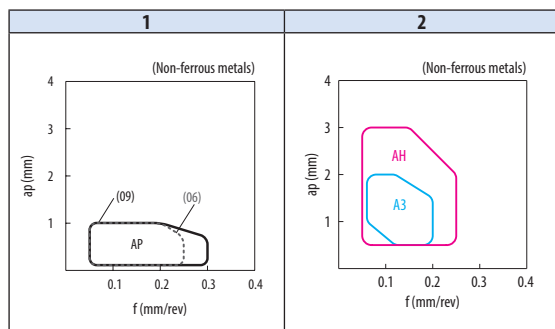 1
2
(Non-ferrous metals)
4
3
2
1
ap (mm)
(09)
(06)
AP
0.1 0.2 0.3 0.4
f (mm/rev)
(Non-ferrous metals)
4
3
2
1
ap (mm)
AH
A3
0.1 0.2 0.3 0.4
f (mm/rev)